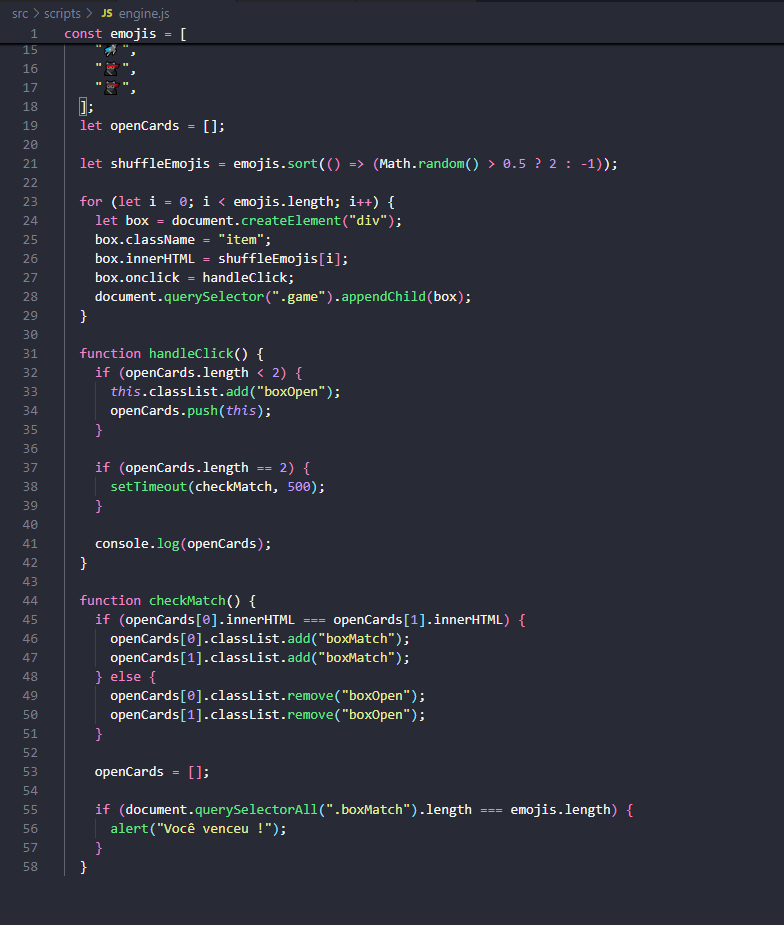 src > scripts > JS engine.js
1 const emojis = [
15 "🚀",
16 "",
17 "",
18 ];
19 let openCards = [];
20
21 let shuffleEmojis = emojis.sort(() => (Math.random() > 0.5 ? 2 : -1));
22
23 for (let i = 0; i < emojis.length; i++) {
24 let box = document.createElement("div");
25 box.className = "item";
26 box.innerHTML = shuffleEmojis[i];
27 box.onclick = handleClick;
28 document.querySelector(".game").appendChild(box);
29 }
30
31 function handleClick() {
32 if (openCards.length < 2) {
33 this.classList.add("boxOpen");
34 openCards.push(this);
35 }
36
37 if (openCards.length == 2) {
38 setTimeout(checkMatch, 500);
39 }
40
41 console.log(openCards);
42 }
43
44 function checkMatch() {
45 if (openCards[0].innerHTML === openCards[1].innerHTML) {
46 openCards[0].classList.add("boxMatch");
47 openCards[1].classList.add("boxMatch");
48 } else {
49 openCards[0].classList.remove("boxOpen");
50 openCards[1].classList.remove("boxOpen");
51 }
52
53 openCards = [];
54
55 if (document.querySelectorAll(".boxMatch").length === emojis.length) {
56 alert("Você venceu !");
57 }
58 }